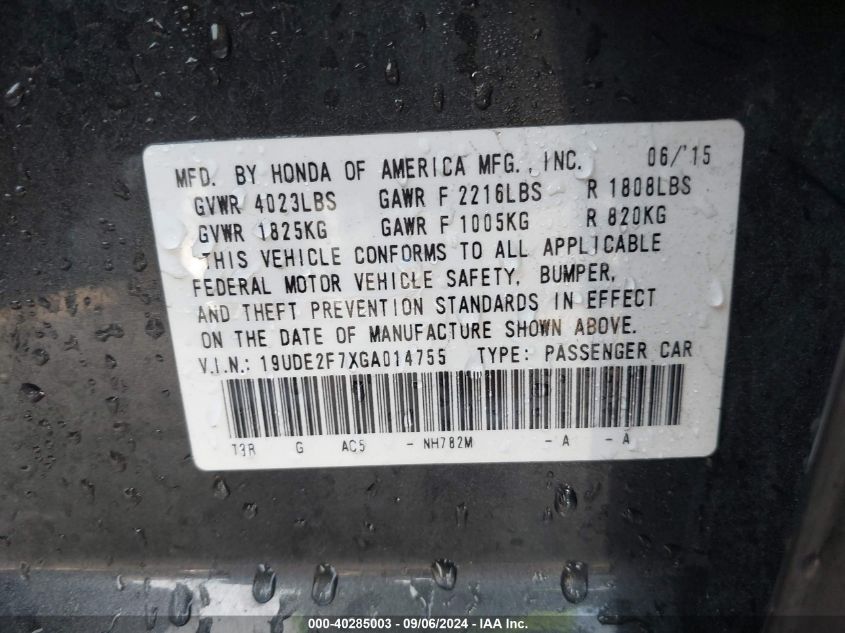 MFD. BY HONDA OF AMERICA MFG., INC. 06/'15
GVWR 4023LBS GAWR F 2216LBS R 1808LBS
GVWR 1825KG GAWR F 1005KG R 820KG
THIS VEHICLE CONFORMS TO ALL APPLICABLE
FEDERAL MOTOR VEHICLE SAFETY, BUMPER,
AND THEFT PREVENTION STANDARDS IN EFFECT
ON THE DATE OF MANUFACTURE SHOWN ABOVE.
V.I.N.: 19UDE2F7XGA014755 TYPE: PASSENGER CAR
T3R G AC5 - NH782M - A - A
000-40285003 - 09/06/2024 - IAA Inc.